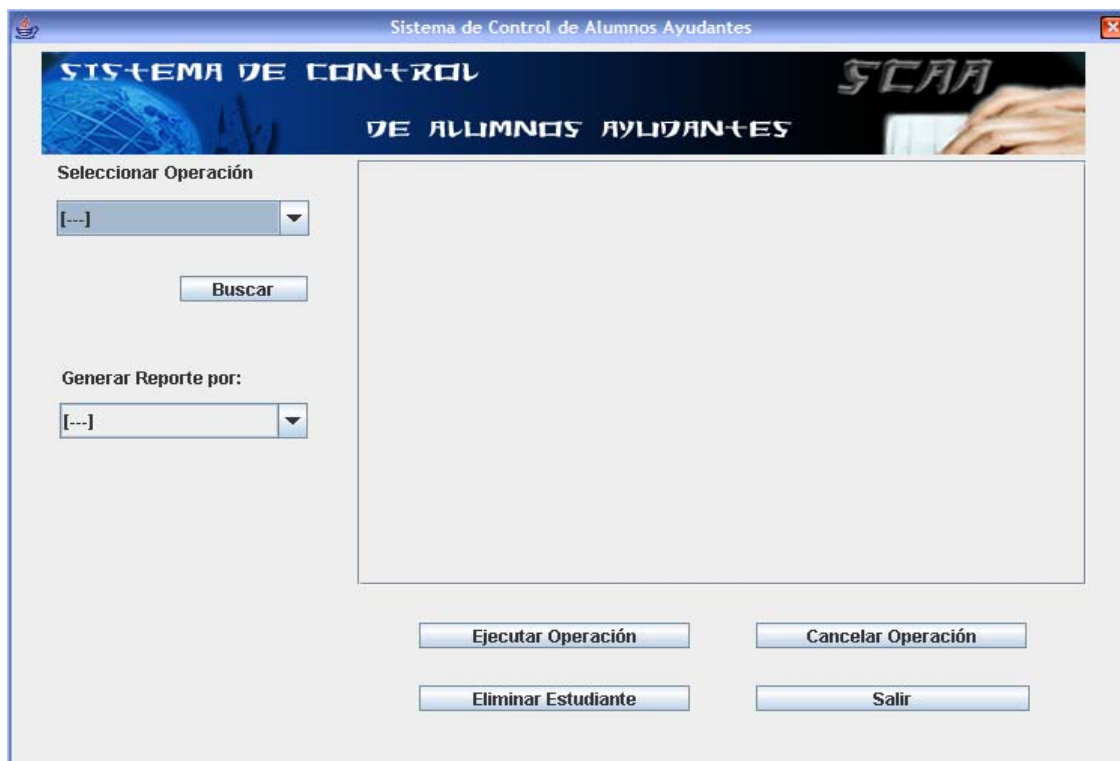 Sistema de Control de Alumnos Ayudantes
SISTEMA DE CONTROL
SCAA
DE ALUMNOS AYUDANTES
Seleccionar Operación
[---]
Buscar
Generar Reporte por:
[---]
Ejecutar Operación
Cancelar Operación
Eliminar Estudiante
Salir